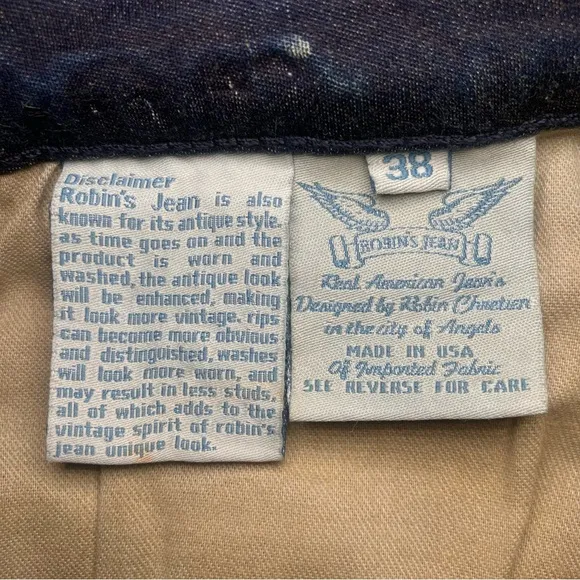 Disclaimer
Robin's Jean is also
known for its antique style.
as time goes on and the
product is worn and
washed, the antique look
will be enhanced, making
it look more vintage. rips
can become more obvious
and distinguished, washes
will look more worn, and
may result in less studs,
all of which adds to the
vintage spirit of robin's
jean unique look.
38
ROBIN'S JEAN
Real American Jean's
Designed by Robin Chretien
in the city of Angels
MADE IN USA
Of Imported Fabric
SEE REVERSE FOR CARE